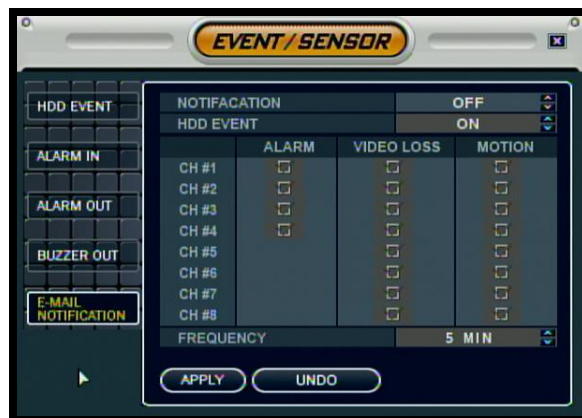 EVENT/SENSOR
HDD EVENT
ALARM IN
ALARM OUT
BUZZER OUT
E-MAIL
NOTIFICATION
NOTIFACATION OFF
HDD EVENT ON
ALARM VIDEO LOSS MOTION
CH #1
CH #2
CH #3
CH #4
CH #5
CH #6
CH #7
CH #8
FREQUENCY 5 MIN
APPLY UNDO